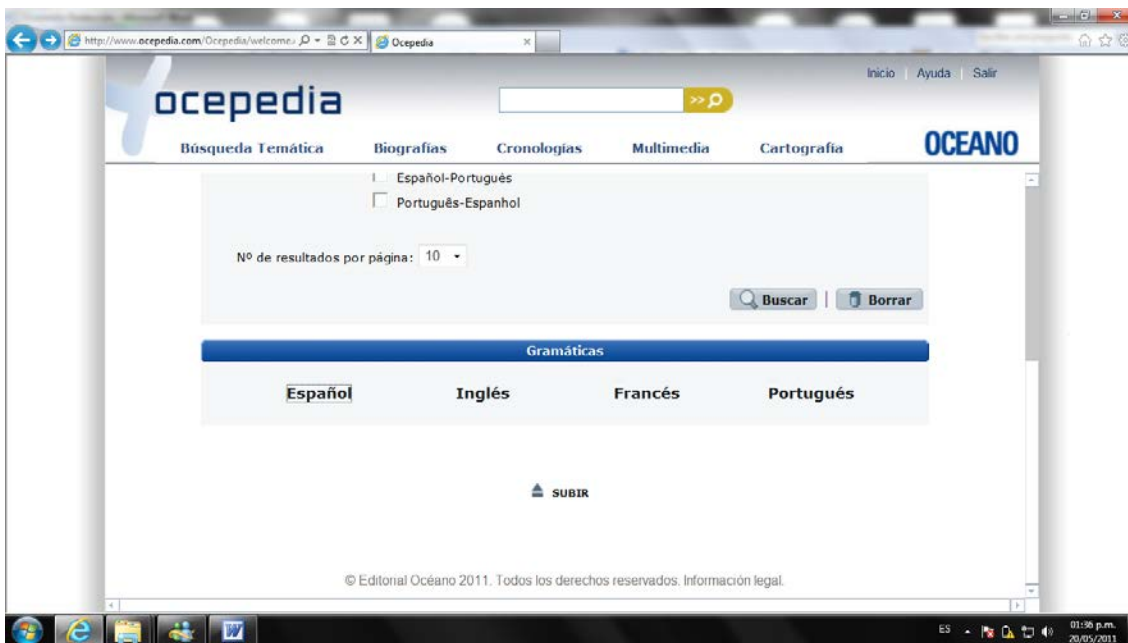 http://www.ocepedia.com/Ocepedia/welcome. Ocepedia
Inicio Ayuda Salir
ocepedia
>>
Búsqueda Temática Biografías Cronologías Multimedia Cartografía OCEANO
Español-Portugués
Português-Espanhol
Nº de resultados por página: 10
Buscar | Borrar
Gramáticas
Español Inglés Francés Portugués
SUBIR
© Editorial Océano 2011. Todos los derechos reservados. Información legal.
ES 01:36 p.m.
20/05/2011